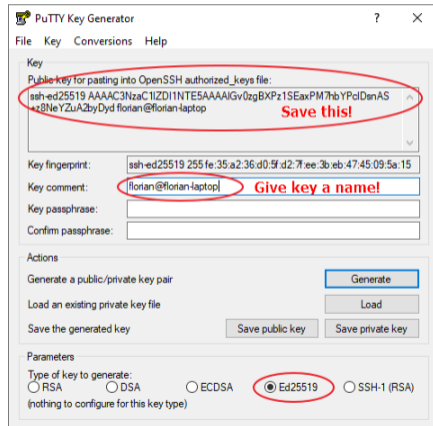 PuTTY Key Generator ? ×
File Key Conversions Help
Key
Public key for pasting into OpenSSH authorized_keys file:
ssh-ed25519 AAAAC3NzaC1lZDI1NTE5AAAAIGv0zgBXPz1SEaxPM7hbYPclDsnAS
+z8NeYZuA2byDyd florian@florian-laptop
Save this!
Key fingerprint: ssh-ed25519 255 fe:35:a2:36:d0:5f:d2:7f:ee:3b:eb:47:45:09:5a:15
Key comment: florian@florian-laptop Give key a name!
Key passphrase:
Confirm passphrase:
Actions
Generate a public/private key pair Generate
Load an existing private key file Load
Save the generated key Save public key Save private key
Parameters
Type of key to generate:
RSA DSA ECDSA Ed25519 SSH-1 (RSA)
(nothing to configure for this key type)